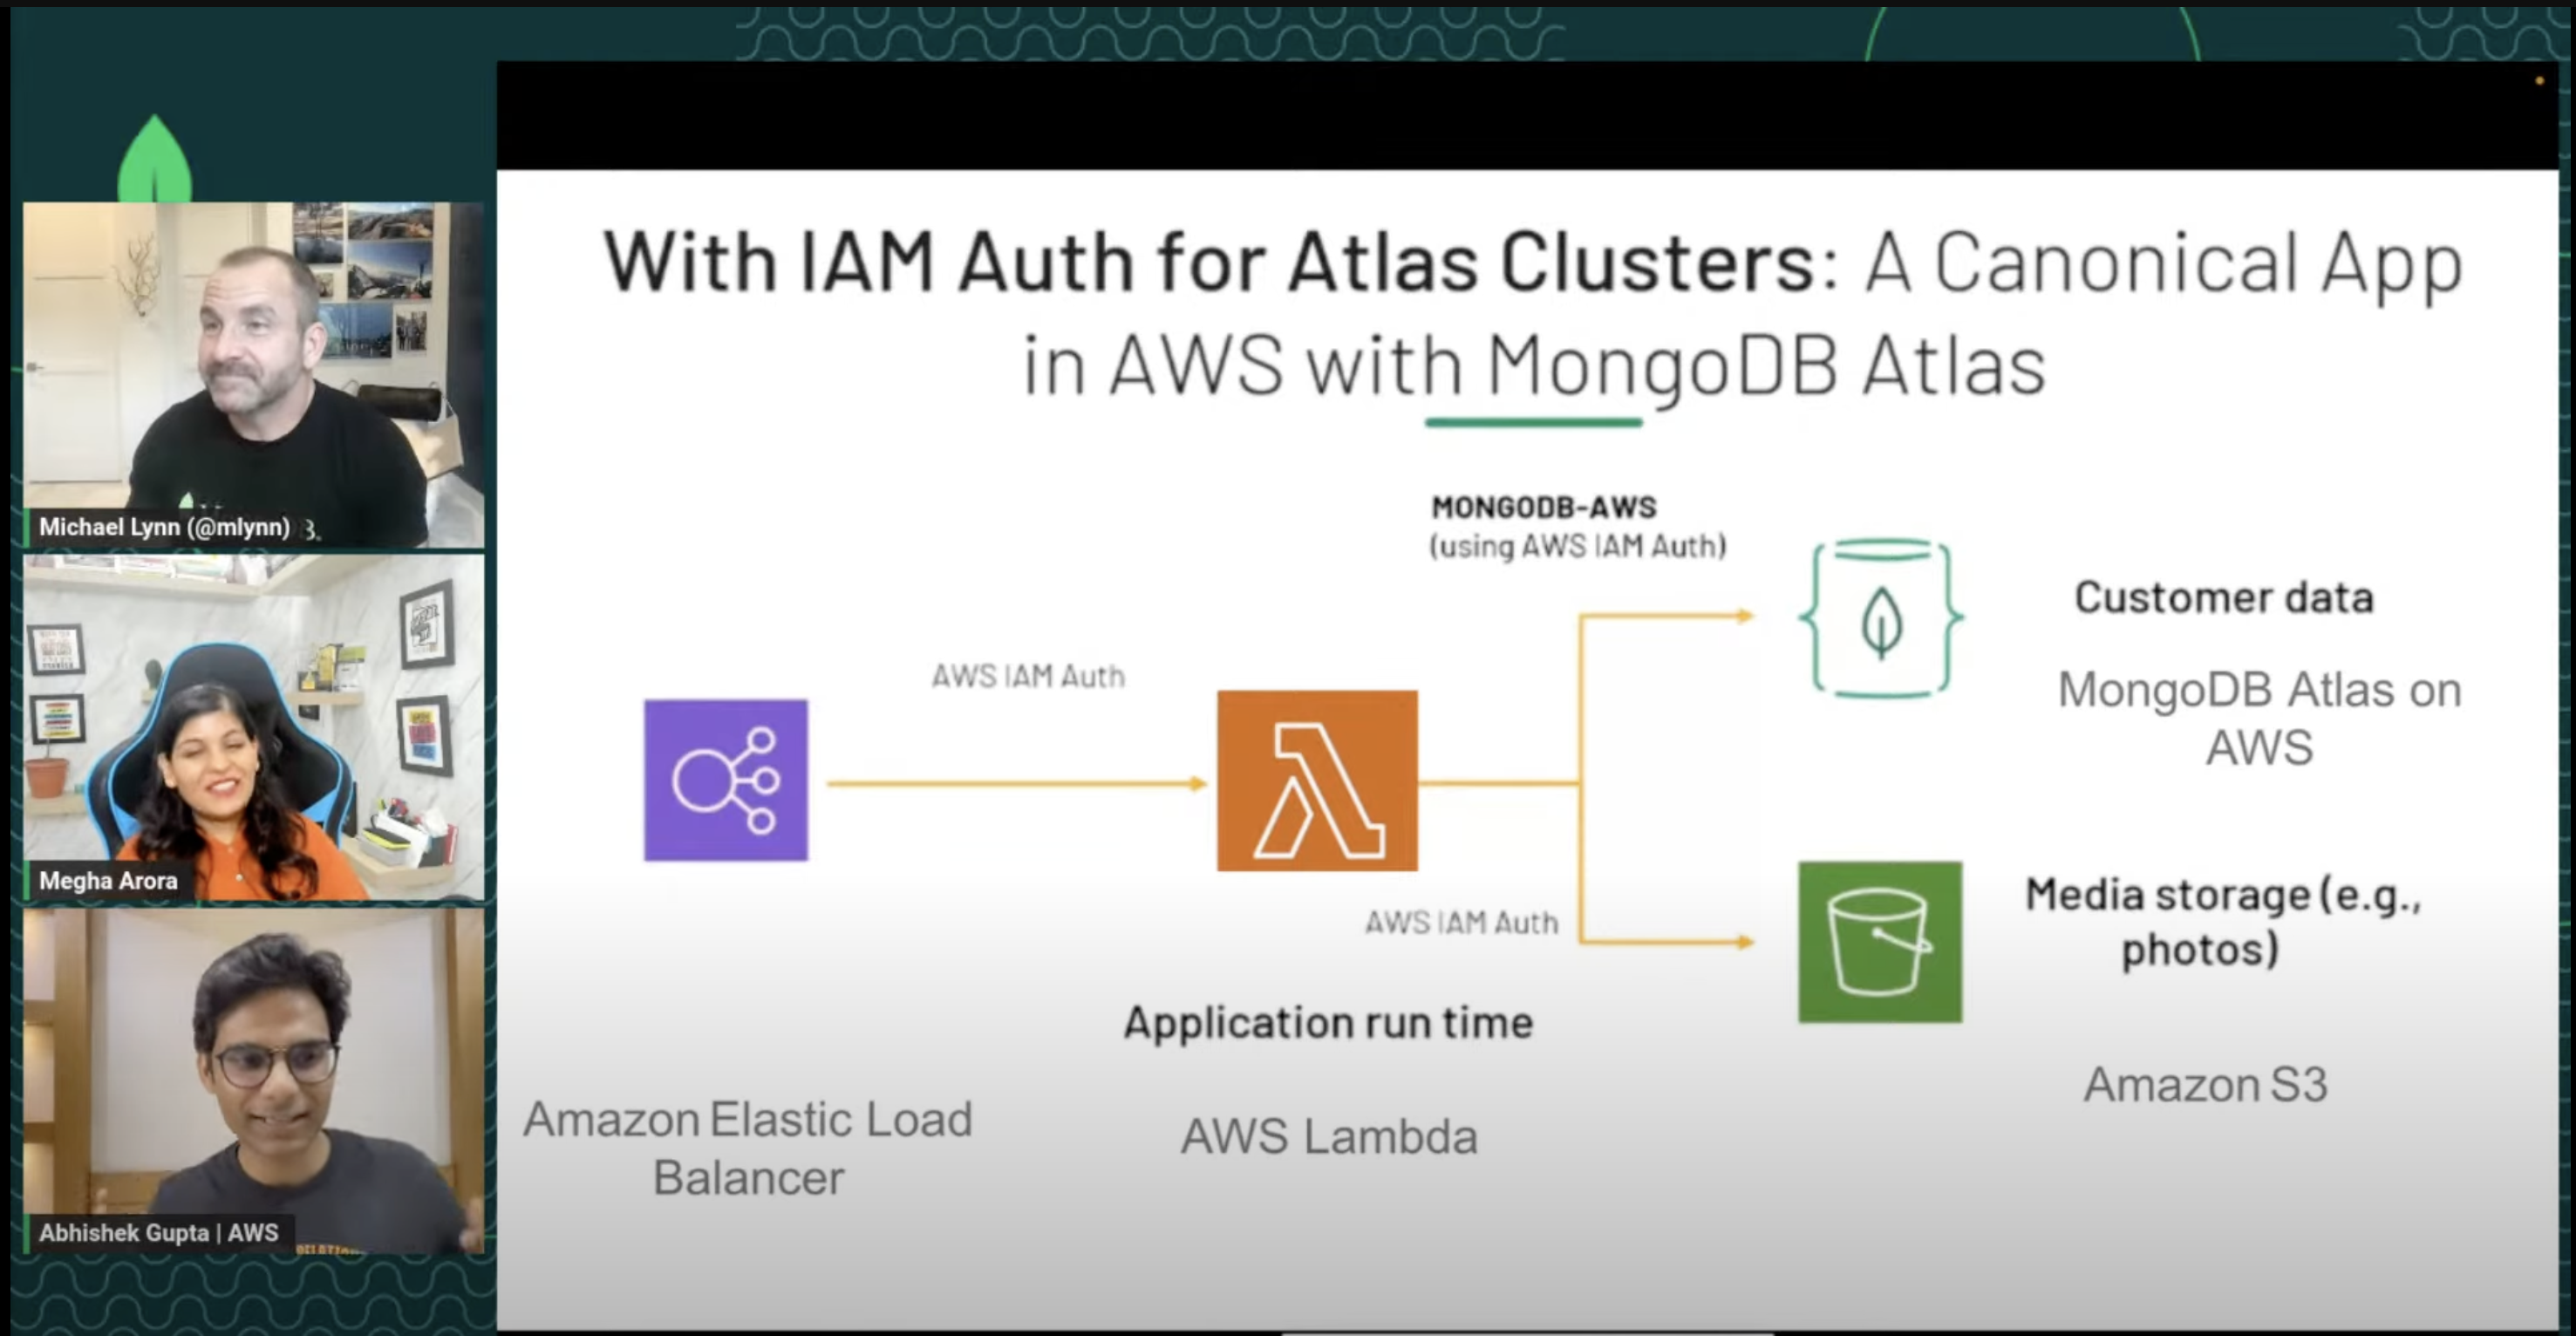 With IAM Auth for Atlas Clusters: A Canonical App
in AWS with MongoDB Atlas
MONGODB-AWS
(using AWS IAM Auth)
Customer data
MongoDB Atlas on
AWS
AWS IAM Auth
AWS IAM Auth
Media storage (e.g.,
photos)
Application run time
Amazon S3
Amazon Elastic Load
Balancer
AWS Lambda
Michael Lynn (@mlynn)
Megha Arora
Abhishek Gupta | AWS